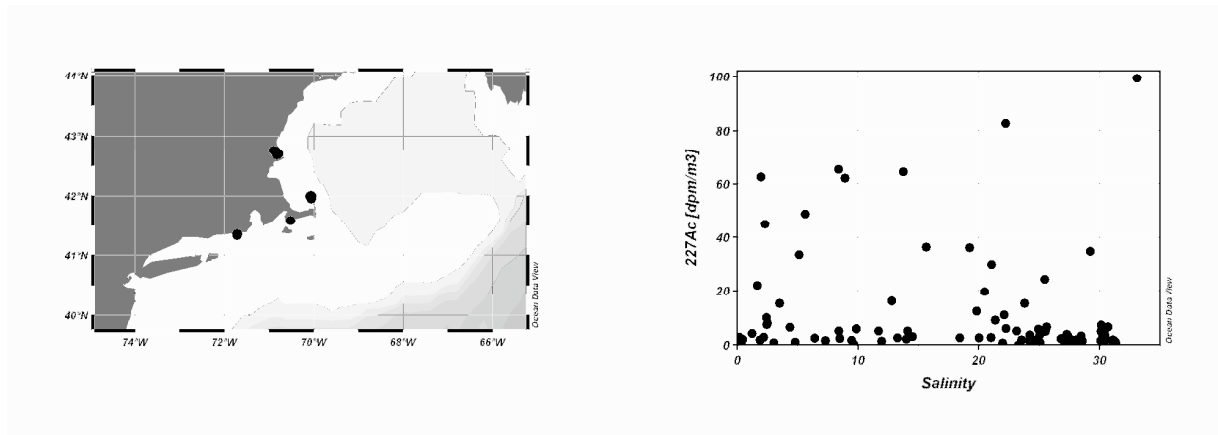 44°N
43°N
42°N
41°N
40°N
74°W
72°W
70°W
68°W
66°W
Ocean Data View
227Ac [dpm/m3]
100
80
60
40
20
0
0
10
20
30
Salinity
Ocean Data View